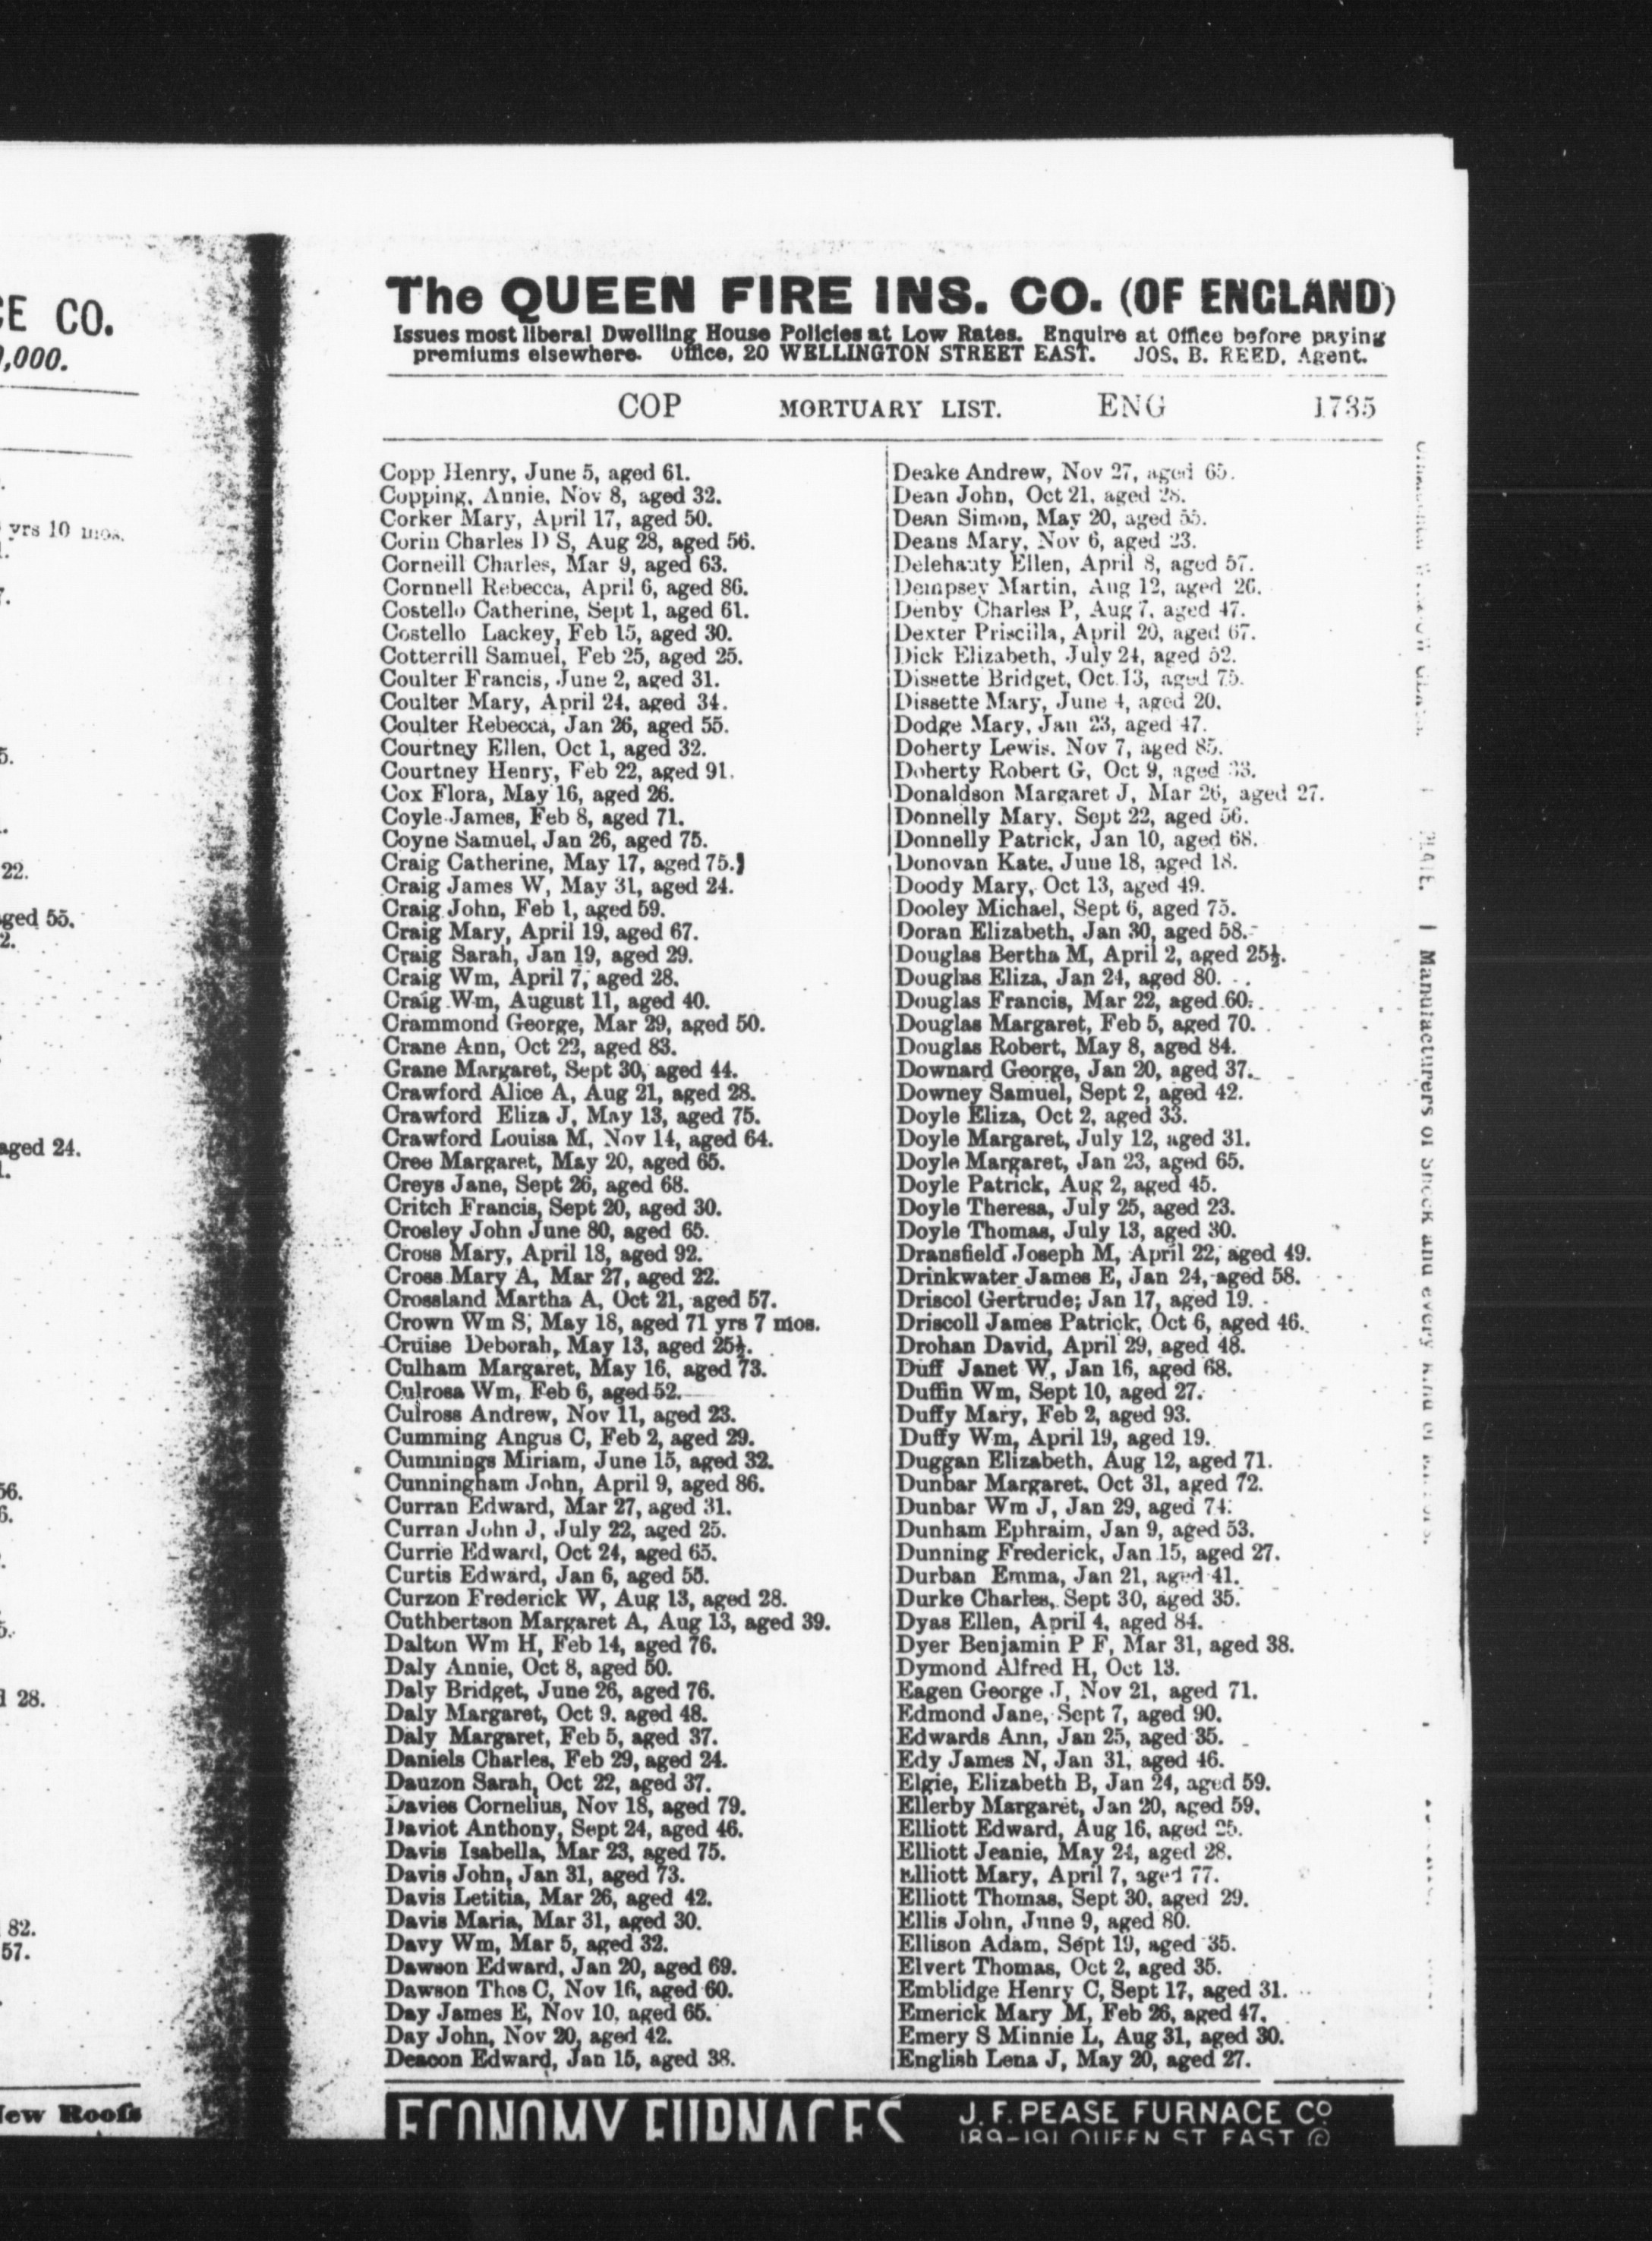 CE CO.
,000.
yrs 10 mos.
22.
aged 55.
aged 24.
28.
82.
57.
New Roofs
The QUEEN FIRE INS. CO. (OF ENGLAND)
Issues most liberal Dwelling House Policies at Low Rates. Enquire at Office before paying
premiums elsewhere. Office, 20 WELLINGTON STREET EAST. JOS. B. REED, Agent.
COP MORTUARY LIST. ENG 1735
Copp Henry, June 5, aged 61.
Copping, Annie, Nov 8, aged 32.
Corker Mary, April 17, aged 50.
Corin Charles D S, Aug 28, aged 56.
Corneill Charles, Mar 9, aged 63.
Cornnell Rebecca, April 6, aged 86.
Costello Catherine, Sept 1, aged 61.
Costello Lackey, Feb 15, aged 30.
Cotterrill Samuel, Feb 25, aged 25.
Coulter Francis, June 2, aged 31.
Coulter Mary, April 24, aged 34.
Coulter Rebecca, Jan 26, aged 55.
Courtney Ellen, Oct 1, aged 32.
Courtney Henry, Feb 22, aged 91.
Cox Flora, May 16, aged 26.
Coyle James, Feb 8, aged 71.
Coyne Samuel, Jan 26, aged 75.
Craig Catherine, May 17, aged 75.
Craig James W, May 31, aged 24.
Craig John, Feb 1, aged 59.
Craig Mary, April 19, aged 67.
Craig Sarah, Jan 19, aged 29.
Craig Wm, April 7, aged 28.
Craig Wm, August 11, aged 40.
Crammond George, Mar 29, aged 50.
Crane Ann, Oct 22, aged 83.
Crane Margaret, Sept 30, aged 44.
Crawford Alice A, Aug 21, aged 28.
Crawford Eliza J, May 13, aged 75.
Crawford Louisa M, Nov 14, aged 64.
Cree Margaret, May 20, aged 65.
Creys Jane, Sept 26, aged 68.
Critch Francis, Sept 20, aged 30.
Crosley John June 80, aged 65.
Cross Mary, April 18, aged 92.
Cross Mary A, Mar 27, aged 22.
Crossland Martha A, Oct 21, aged 57.
Crown Wm S, May 18, aged 71 yrs 7 mos.
Cruise Deborah, May 13, aged 25½.
Culham Margaret, May 16, aged 73.
Culrosa Wm, Feb 6, aged 52.
Culross Andrew, Nov 11, aged 23.
Cumming Angus C, Feb 2, aged 29.
Cummings Miriam, June 15, aged 32.
Cunningham John, April 9, aged 86.
Curran Edward, Mar 27, aged 31.
Curran John J, July 22, aged 25.
Currie Edward, Oct 24, aged 65.
Curtis Edward, Jan 6, aged 55.
Curzon Frederick W, Aug 13, aged 28.
Cuthbertson Margaret A, Aug 13, aged 39.
Dalton Wm H, Feb 14, aged 76.
Daly Annie, Oct 8, aged 50.
Daly Bridget, June 26, aged 76.
Daly Margaret, Oct 9, aged 48.
Daly Margaret, Feb 5, aged 37.
Daniels Charles, Feb 29, aged 24.
Dauzon Sarah, Oct 22, aged 37.
Davies Cornelius, Nov 18, aged 79.
Daviot Anthony, Sept 24, aged 46.
Davis Isabella, Mar 23, aged 75.
Davis John, Jan 31, aged 73.
Davis Letitia, Mar 26, aged 42.
Davis Maria, Mar 31, aged 30.
Davy Wm, Mar 5, aged 32.
Dawson Edward, Jan 20, aged 69.
Dawson Thos C, Nov 16, aged 60.
Day James E, Nov 10, aged 65.
Day John, Nov 20, aged 42.
Deacon Edward, Jan 15, aged 38.
Deake Andrew, Nov 27, aged 65.
Dean John, Oct 21, aged 28.
Dean Simon, May 20, aged 55.
Deans Mary, Nov 6, aged 23.
Delehauty Ellen, April 8, aged 57.
Dempsey Martin, Aug 12, aged 26.
Denby Charles P, Aug 7, aged 47.
Dexter Priscilla, April 20, aged 67.
Dick Elizabeth, July 24, aged 52.
Dissette Bridget, Oct 13, aged 75.
Dissette Mary, June 4, aged 20.
Dodge Mary, Jan 23, aged 47.
Doherty Lewis, Nov 7, aged 85.
Doherty Robert G, Oct 9, aged 33.
Donaldson Margaret J, Mar 26, aged 27.
Donnelly Mary, Sept 22, aged 56.
Donnelly Patrick, Jan 10, aged 68.
Donovan Kate, June 18, aged 18.
Doody Mary, Oct 13, aged 49.
Dooley Michael, Sept 6, aged 75.
Doran Elizabeth, Jan 30, aged 58.
Douglas Bertha M, April 2, aged 25½.
Douglas Eliza, Jan 24, aged 80.
Douglas Francis, Mar 22, aged 60.
Douglas Margaret, Feb 5, aged 70.
Douglas Robert, May 8, aged 84.
Downard George, Jan 20, aged 37.
Downey Samuel, Sept 2, aged 42.
Doyle Eliza, Oct 2, aged 33.
Doyle Margaret, July 12, aged 31.
Doyle Margaret, Jan 23, aged 65.
Doyle Patrick, Aug 2, aged 45.
Doyle Theresa, July 25, aged 23.
Doyle Thomas, July 13, aged 30.
Dransfield Joseph M, April 22, aged 49.
Drinkwater James E, Jan 24, aged 58.
Driscol Gertrude; Jan 17, aged 19.
Driscoll James Patrick, Oct 6, aged 46.
Drohan David, April 29, aged 48.
Duff Janet W, Jan 16, aged 68.
Duffin Wm, Sept 10, aged 27.
Duffy Mary, Feb 2, aged 93.
Duffy Wm, April 19, aged 19.
Duggan Elizabeth, Aug 12, aged 71.
Dunbar Margaret, Oct 31, aged 72.
Dunbar Wm J, Jan 29, aged 74.
Dunham Ephraim, Jan 9, aged 53.
Dunning Frederick, Jan 15, aged 27.
Durban Emma, Jan 21, aged 41.
Durke Charles, Sept 30, aged 35.
Dyas Ellen, April 4, aged 84.
Dyer Benjamin P F, Mar 31, aged 38.
Dymond Alfred H, Oct 13.
Eagen George J, Nov 21, aged 71.
Edmond Jane, Sept 7, aged 90.
Edwards Ann, Jan 25, aged 35.
Edy James N, Jan 31, aged 46.
Elgie, Elizabeth B, Jan 24, aged 59.
Ellerby Margaret, Jan 20, aged 59.
Elliott Edward, Aug 16, aged 25.
Elliott Jeanie, May 24, aged 28.
Elliott Mary, April 7, aged 77.
Elliott Thomas, Sept 30, aged 29.
Ellis John, June 9, aged 80.
Ellison Adam, Sept 19, aged 35.
Elvert Thomas, Oct 2, aged 35.
Emblidge Henry C, Sept 17, aged 31.
Emerick Mary M, Feb 26, aged 47.
Emery S Minnie L, Aug 31, aged 30.
English Lena J, May 20, aged 27.
Manufacturers of Sheck and every Kind of
ECONOMY FURNACES J. F. PEASE FURNACE CO
189-191 QUEEN ST EAST